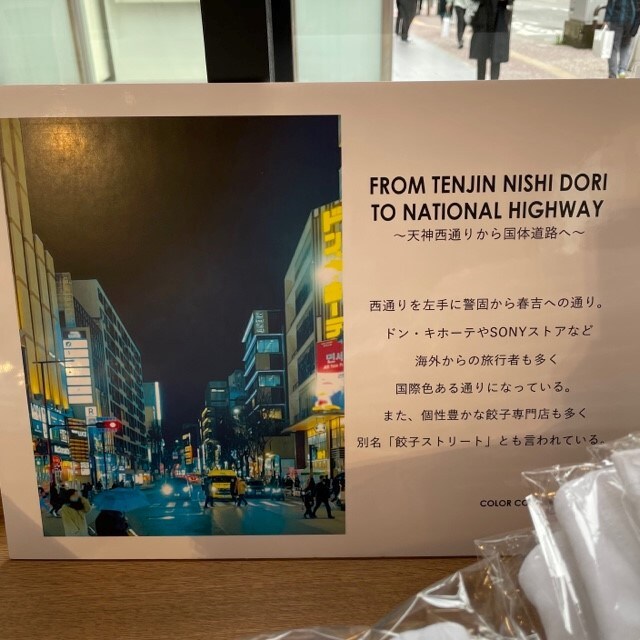 FROM TENJIN NISHI DORI
TO NATIONAL HIGHWAY
〜天神西通りから国体道路へ〜
西通りを左手に警固から春吉への通り。
ドン・キホーテやSONYストアなど
海外からの旅行者も多く
国際色ある通りになっている。
また、個性豊かな餃子専門店も多く
別名「餃子ストリート」とも言われている。
COLOR CO